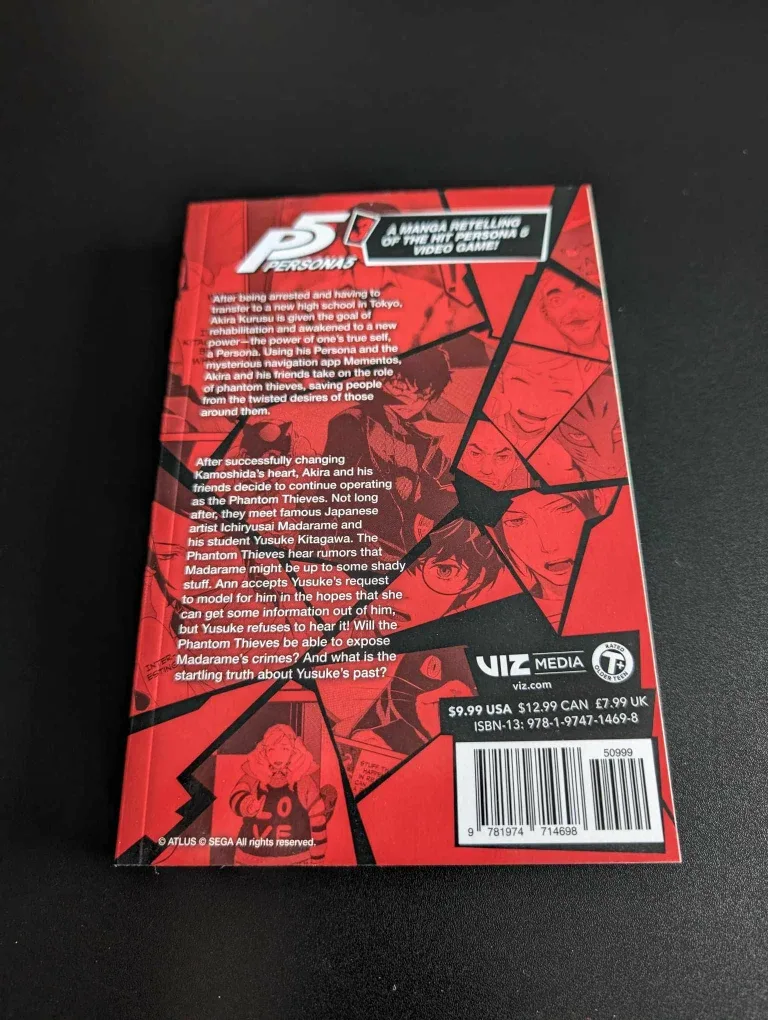 P5
PERSONA5
3
A MANGA RETELLING
OF THE HIT PERSONA 5
VIDEO GAME!
After being arrested and having to
transfer to a new high school in Tokyo,
Akira Kurusu is given the goal of
rehabilitation and awakened to a new
power—the power of one's true self,
a Persona. Using his Persona and the
mysterious navigation app Mementos,
Akira and his friends take on the role
of phantom thieves, saving people
from the twisted desires of those
around them.
After successfully changing
Kamoshida's heart, Akira and his
friends decide to continue operating
as the Phantom Thieves. Not long
after, they meet famous Japanese
artist Ichiryusai Madarame and
his student Yusuke Kitagawa. The
Phantom Thieves hear rumors that
Madarame might be up to some shady
stuff. Ann accepts Yusuke's request
to model for him in the hopes that she
can get some information out of him,
but Yusuke refuses to hear it! Will the
Phantom Thieves be able to expose
Madarame's crimes? And what is the
startling truth about Yusuke's past?
VIZ MEDIA
viz.com
RATED
T+
OLDER TEEN
$9.99 USA $12.99 CAN £7.99 UK
ISBN-13: 978-1-9747-1469-8
50999
9 781974 714698
LO
VE
© ATLUS © SEGA All rights reserved.